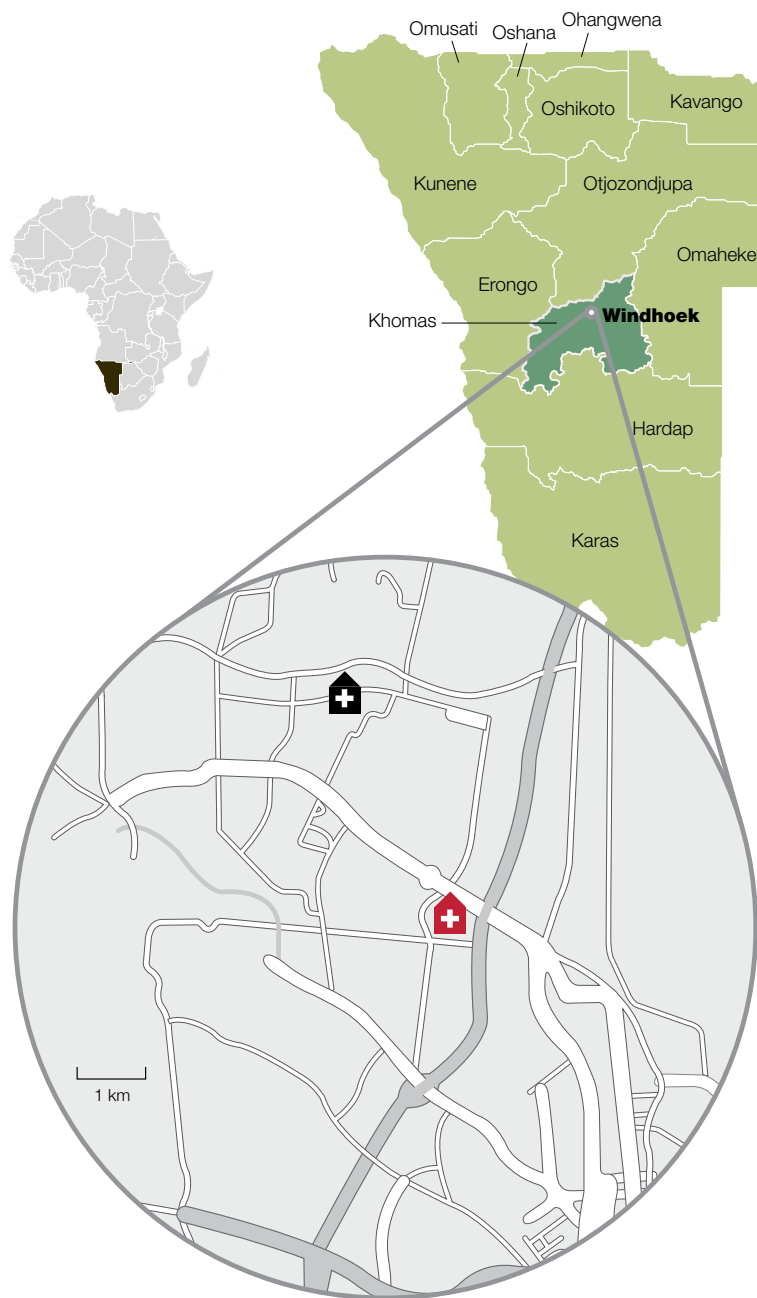 Ohangwena
Omusati
Oshana
Oshikoto
Kavango
Kunene
Otjozondjupa
Omaheke
Erongo
Khomas
Windhoek
Hardap
Karas
1 km